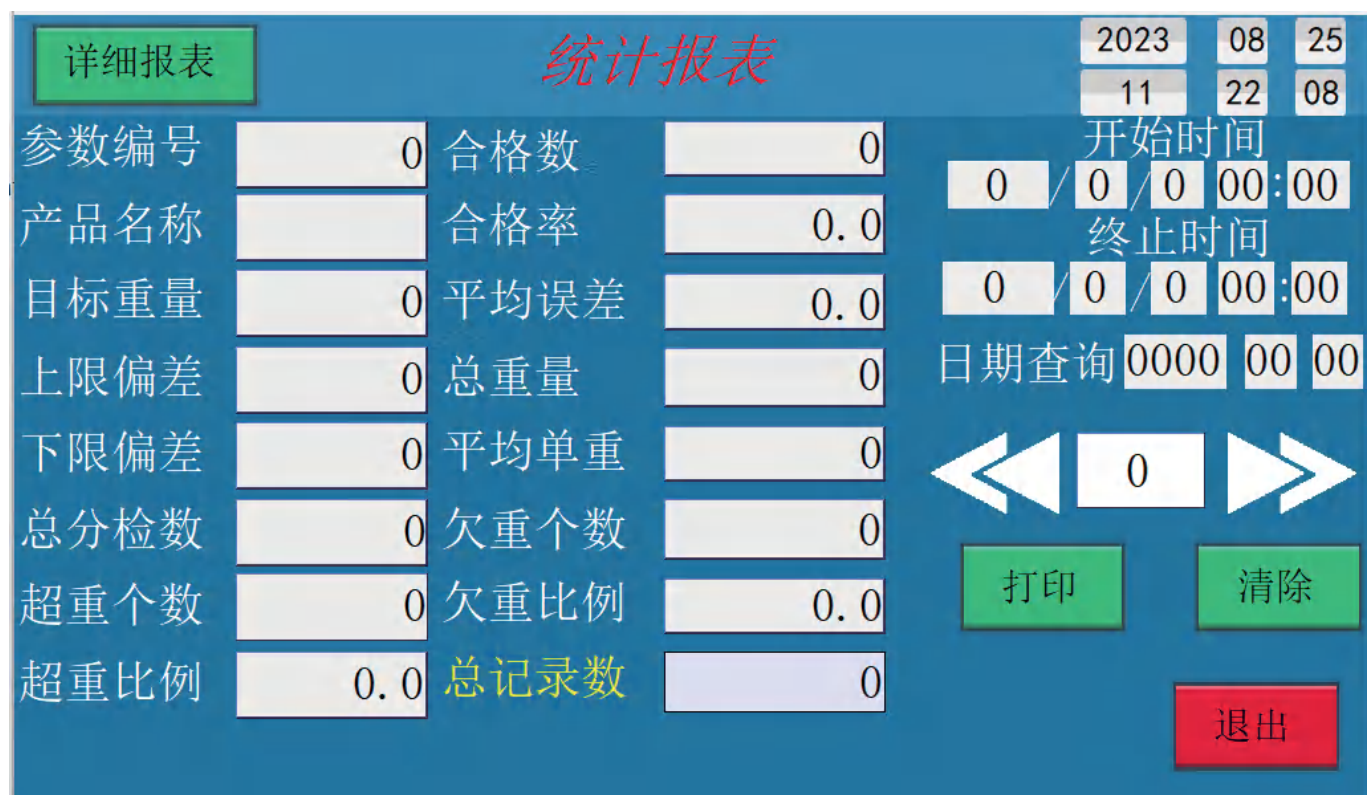 详细报表 统计报表 2023 08 25
11 22 08
参数编号 0 合格数 0 开始时间
0 / 0 / 0 00:00
产品名称 合格率 0.0 终止时间
目标重量 0 平均误差 0.0 0 / 0 / 0 00:00
上限偏差 0 总重量 0 日期查询 0000 00 00
下限偏差 0 平均单重 0 0
总分检数 0 欠重个数 0
超重个数 0 欠重比例 0.0 打印 清除
超重比例 0.0 总记录数 0
退出